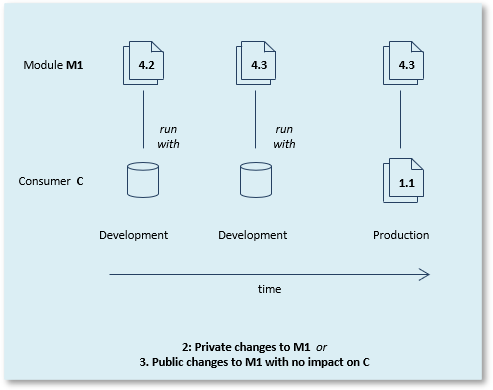 Module M1
4.2
4.3
4.3
run
with
run
with
Consumer C
1.1
Development
Development
Production
time
2: Private changes to M1 or
3. Public changes to M1 with no impact on C